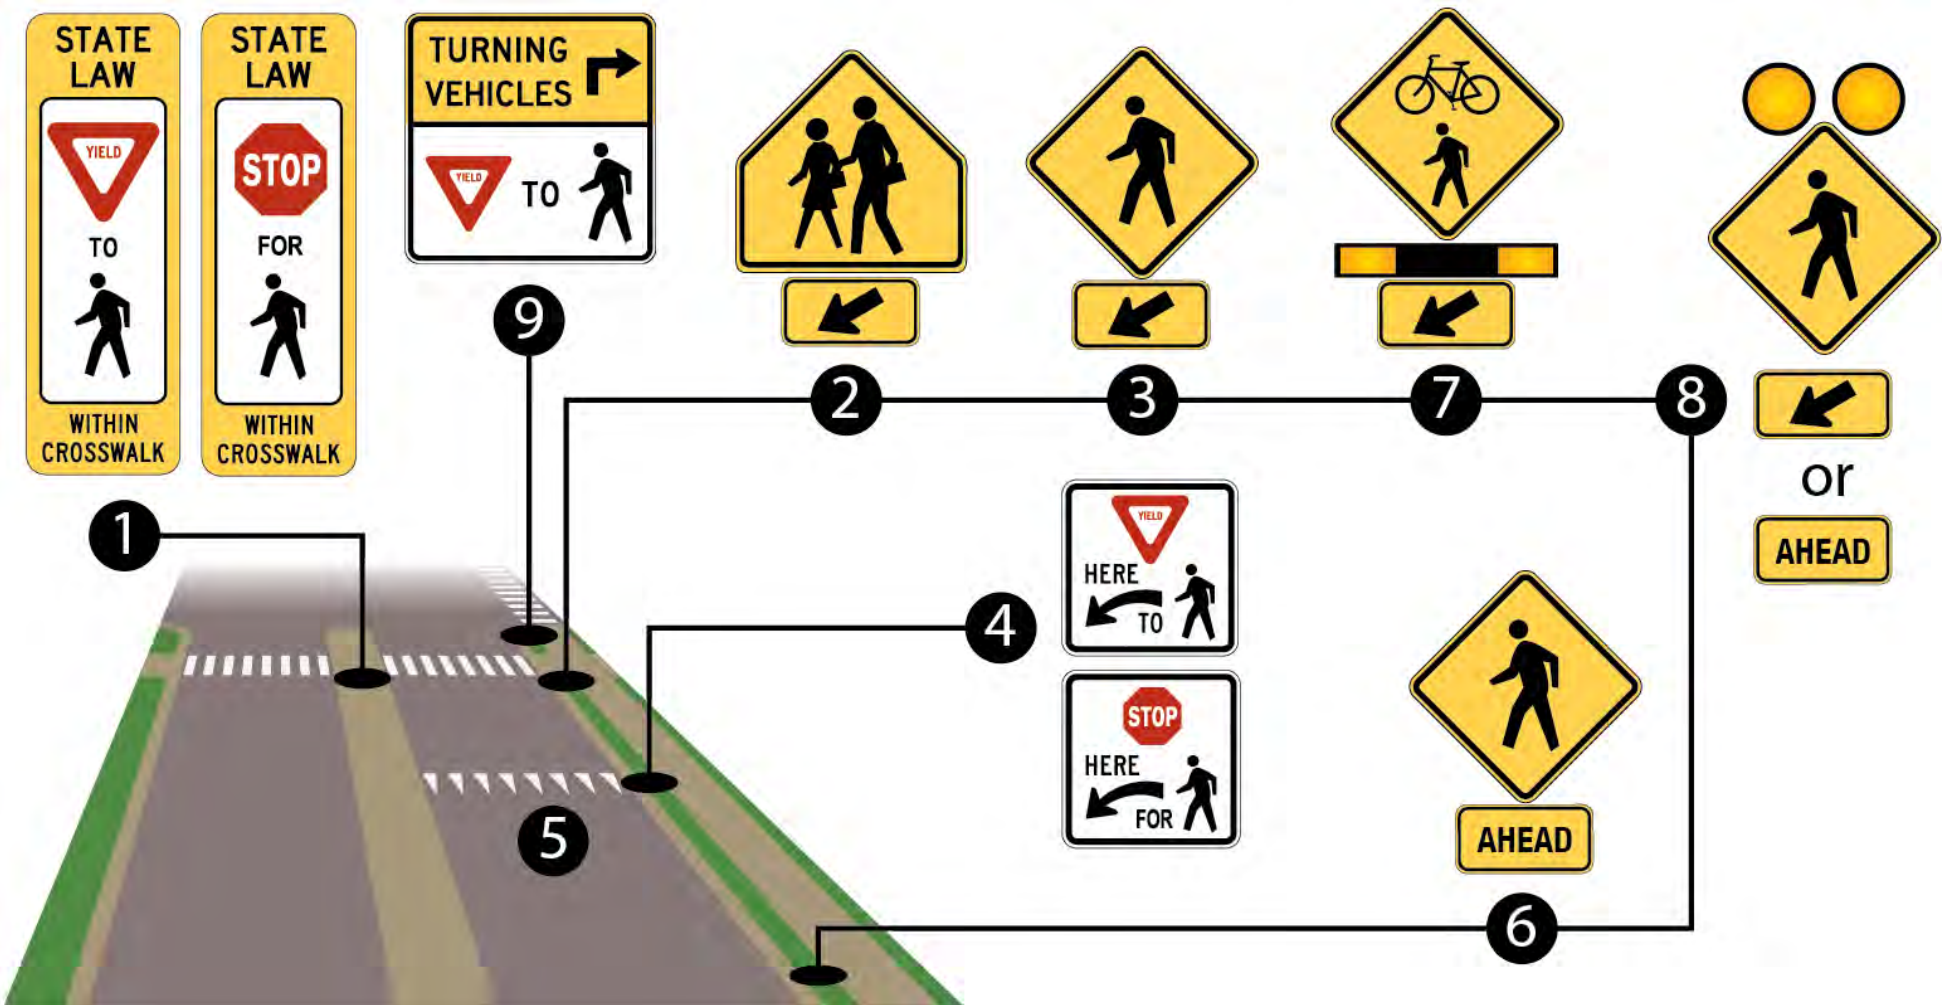 STATE
LAW
YIELD
TO
WITHIN
CROSSWALK
STATE
LAW
STOP
FOR
WITHIN
CROSSWALK
TURNING
VEHICLES
YIELD
TO
9
2
3
7
8
or
AHEAD
1
4
YIELD
HERE
TO
STOP
HERE
FOR
5
AHEAD
6